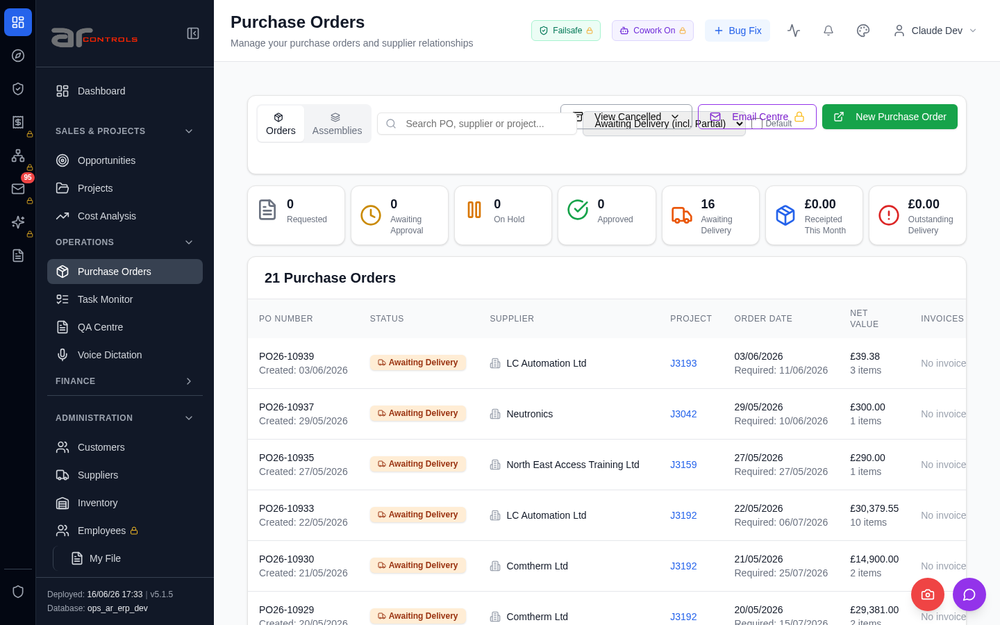 95
ar CONTROLS
Dashboard
SALES & PROJECTS
Opportunities
Projects
Cost Analysis
OPERATIONS
Purchase Orders
Task Monitor
QA Centre
Voice Dictation
FINANCE
ADMINISTRATION
Customers
Suppliers
Inventory
Employees
My File
Deployed: 16/06/26 17:33 | v5.1.5
Database: ops_ar_erp_dev
Purchase Orders
Manage your purchase orders and supplier relationships
Failsafe
Cowork On
Bug Fix
Claude Dev
Orders
Assemblies
Search PO, supplier or project...
View Cancelled
Awaiting Delivery (incl. Partial)
Email Centre
Default
New Purchase Order
0
Requested
0
Awaiting
Approval
0
On Hold
0
Approved
16
Awaiting
Delivery
£0.00
Receipted
This Month
£0.00
Outstanding
Delivery
21 Purchase Orders
PO NUMBER STATUS SUPPLIER PROJECT ORDER DATE NET VALUE INVOICES
PO26-10939 Awaiting Delivery LC Automation Ltd J3193 03/06/2026 £39.38 No invoice
Created: 03/06/2026 Required: 11/06/2026 3 items
PO26-10937 Awaiting Delivery Neutronics J3042 29/05/2026 £300.00 No invoice
Created: 29/05/2026 Required: 10/06/2026 1 items
PO26-10935 Awaiting Delivery North East Access Training Ltd J3159 27/05/2026 £290.00 No invoice
Created: 27/05/2026 Required: 27/05/2026 1 items
PO26-10933 Awaiting Delivery LC Automation Ltd J3192 22/05/2026 £30,379.55 No invoice
Created: 22/05/2026 Required: 06/07/2026 10 items
PO26-10930 Awaiting Delivery Comtherm Ltd J3192 21/05/2026 £14,900.00 No invoice
Created: 21/05/2026 Required: 25/07/2026 2 items
PO26-10929 Awaiting Delivery Comtherm Ltd J3192 20/05/2026 £29,381.00 No invoice
Created: 20/05/2026 Required: 15/07/2026 2 items